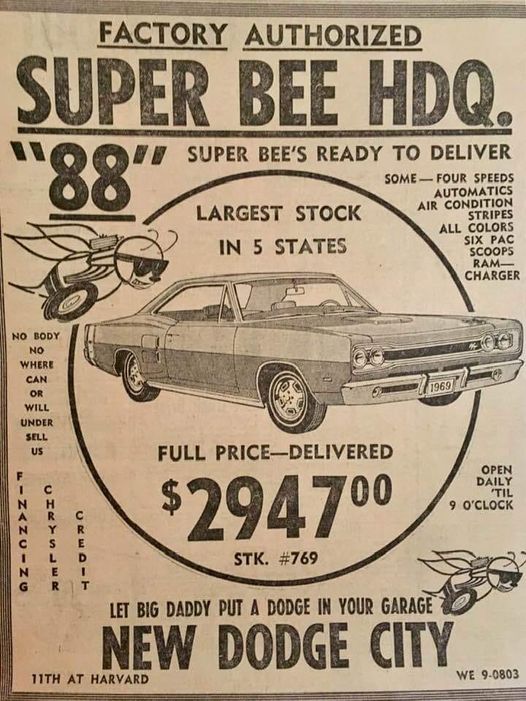 FACTORY AUTHORIZED
SUPER BEE HDQ.
"88" SUPER BEE'S READY TO DELIVER
SOME—FOUR SPEEDS
AUTOMATICS
AIR CONDITION
STRIPES
ALL COLORS
SIX PAC
SCOOPS
RAM—
CHARGER
LARGEST STOCK
IN 5 STATES
NO BODY
NO
WHERE
CAN
OR
WILL
UNDER
SELL
US
1969
FULL PRICE—DELIVERED
$294700
STK. #769
OPEN
DAILY
'TIL
9 O'CLOCK
FINANCING
CHRYSLER
CREDIT
LET BIG DADDY PUT A DODGE IN YOUR GARAGE
NEW DODGE CITY
11TH AT HARVARD
WE 9-0803